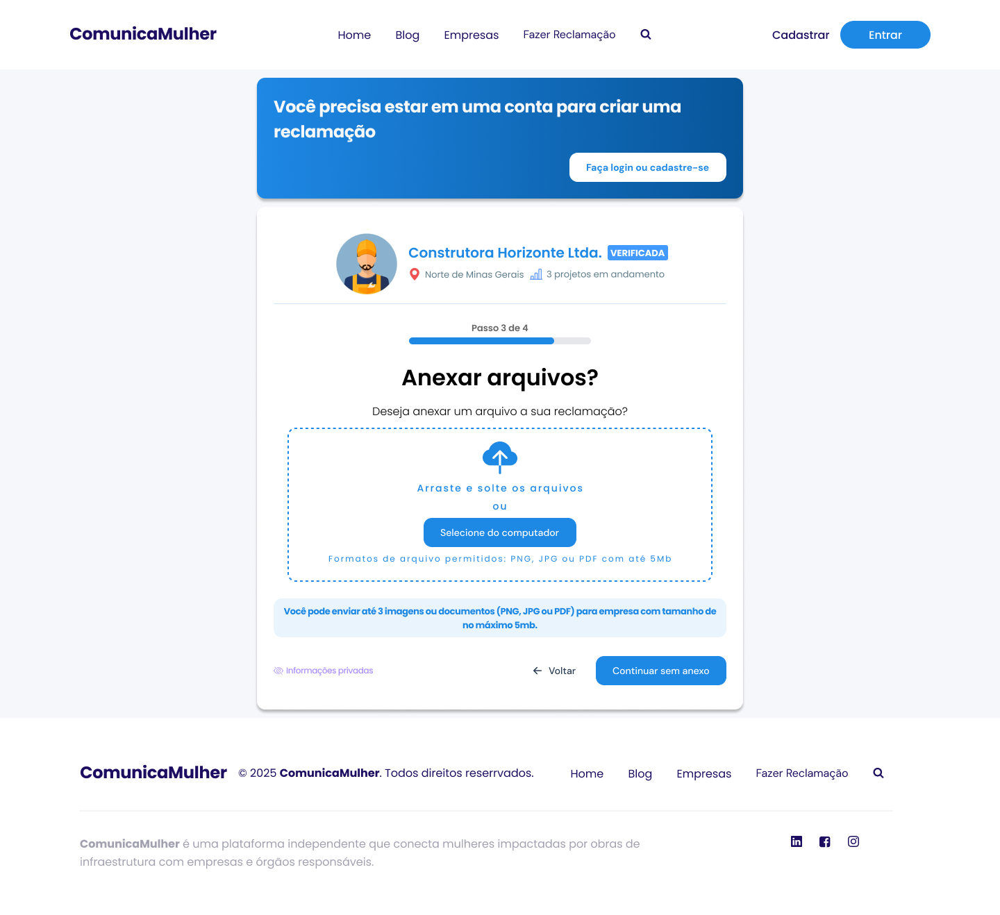 ComunicaMulher
Home Blog Empresas Fazer Reclamação
Cadastrar Entrar
Você precisa estar em uma conta para criar uma
reclamação
Faça login ou cadastre-se
Construtora Horizonte Ltda. VERIFICADA
Norte de Minas Gerais 3 projetos em andamento
Passo 3 de 4
Anexar arquivos?
Deseja anexar um arquivo a sua reclamação?
Arraste e solte os arquivos
ou
Selecione do computador
Formatos de arquivo permitidos: PNG, JPG ou PDF com até 5Mb
Você pode enviar até 3 imagens ou documentos (PNG, JPG ou PDF) para empresa com tamanho de
no máximo 5mb.
Informações privadas
Voltar
Continuar sem anexo
ComunicaMulher © 2025 ComunicaMulher. Todos direitos reserrvados. Home Blog Empresas Fazer Reclamação
ComunicaMulher é uma plataforma independente que conecta mulheres impactadas por obras de
infraestrutura com empresas e órgãos responsáveis.